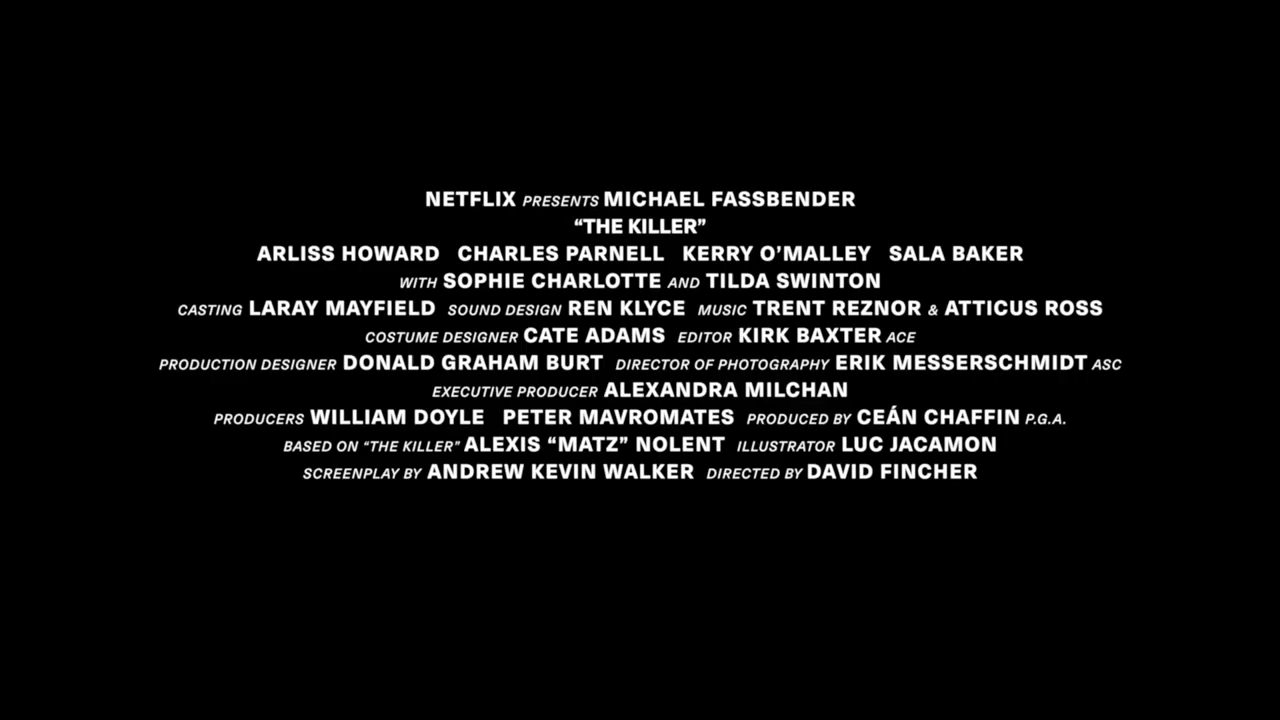 NETFLIX PRESENTS MICHAEL FASSBENDER
“THE KILLER”
ARLISS HOWARD CHARLES PARNELL KERRY O’MALLEY SALA BAKER
WITH SOPHIE CHARLOTTE AND TILDA SWINTON
CASTING LARAY MAYFIELD SOUND DESIGN REN KLYCE MUSIC TRENT REZNOR & ATTICUS ROSS
COSTUME DESIGNER CATE ADAMS EDITOR KIRK BAXTER ACE
PRODUCTION DESIGNER DONALD GRAHAM BURT DIRECTOR OF PHOTOGRAPHY ERIK MESSERSCHMIDT ASC
EXECUTIVE PRODUCER ALEXANDRA MILCHAN
PRODUCERS WILLIAM DOYLE PETER MAVROMATES PRODUCED BY CEÁN CHAFFIN P.G.A.
BASED ON “THE KILLER” ALEXIS “MATZ” NOLENT ILLUSTRATOR LUC JACAMON
SCREENPLAY BY ANDREW KEVIN WALKER DIRECTED BY DAVID FINCHER